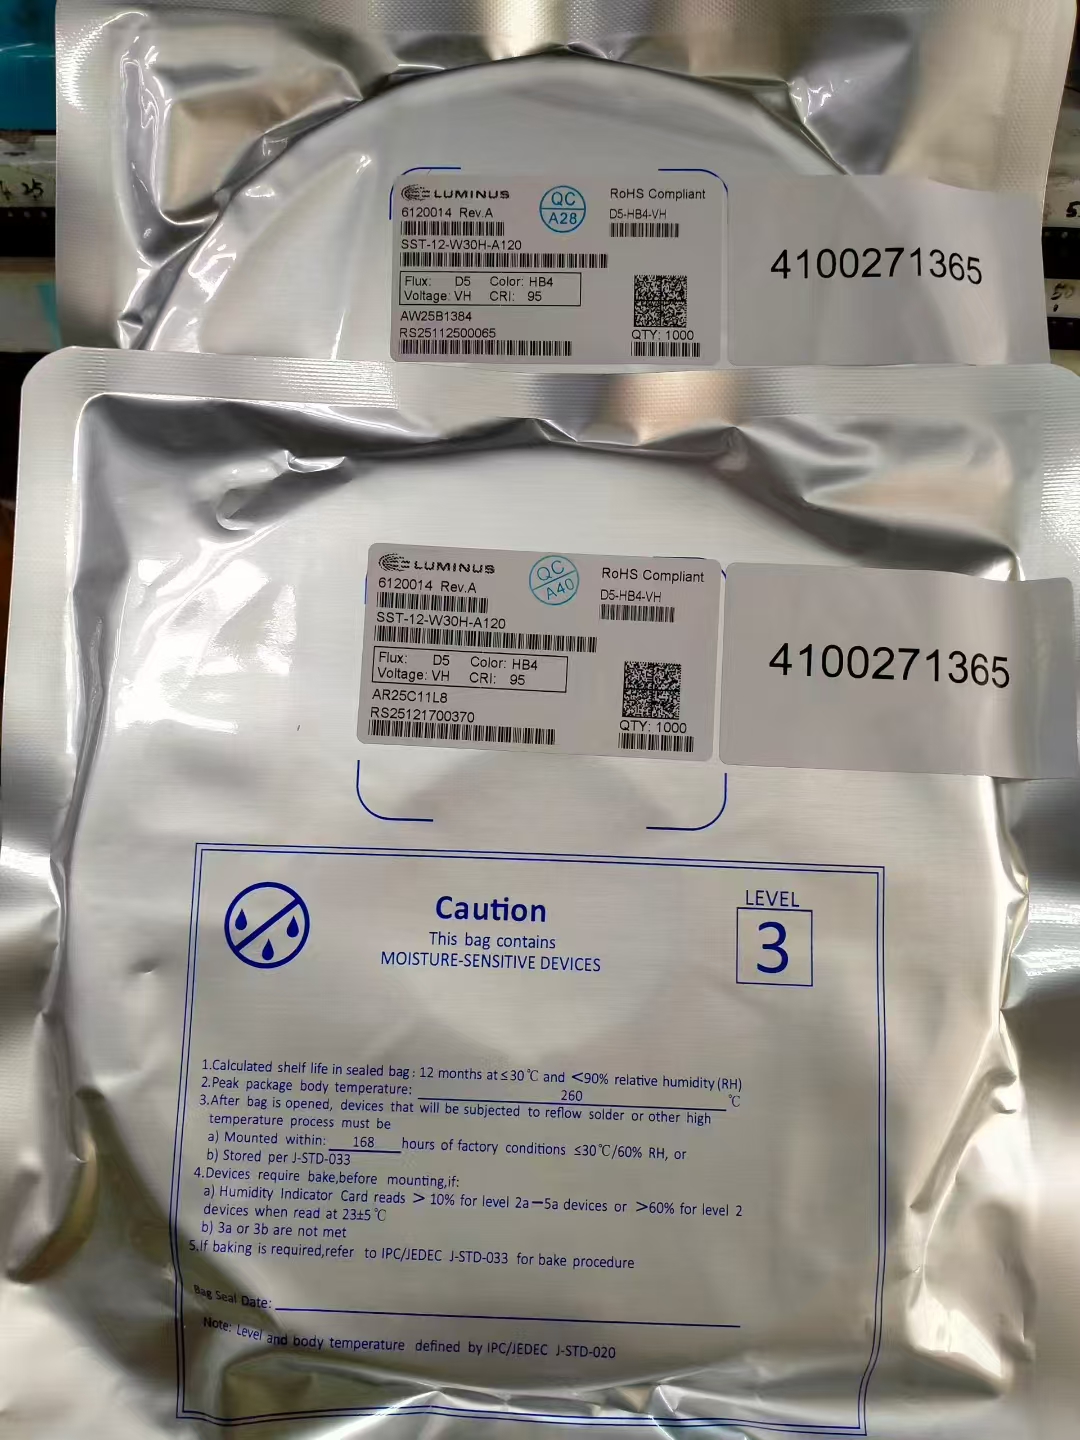 LUMINUS
QC
A28
RoHS Compliant
6120014 Rev.A
D5-HB4-VH
SST-12-W30H-A120
Flux: D5 Color: HB4
Voltage: VH CRI: 95
AW25B1384
RS25112500065
QTY: 1000
4100271365
25
LUMINUS
QC
A40
RoHS Compliant
6120014 Rev.A
D5-HB4-VH
SST-12-W30H-A120
Flux: D5 Color: HB4
Voltage: VH CRI: 95
AR25C11L8
RS25121700370
QTY: 1000
4100271365
Caution
This bag contains
MOISTURE-SENSITIVE DEVICES
LEVEL
3
1.Calculated shelf life in sealed bag: 12 months at≤30℃ and <90% relative humidity(RH)
2.Peak package body temperature: 260 ℃
3.After bag is opened, devices that will be subjected to reflow solder or other high
temperature process must be
a) Mounted within: 168 hours of factory conditions ≤30℃/60% RH, or
b) Stored per J-STD-033
4.Devices require bake,before mounting,if:
a) Humidity Indicator Card reads >10% for level 2a—5a devices or >60% for level 2
devices when read at 23±5℃
b) 3a or 3b are not met
5.If baking is required,refer to IPC/JEDEC J-STD-033 for bake procedure
Bag Seal Date:
Note: Level and body temperature defined by IPC/JEDEC J-STD-020